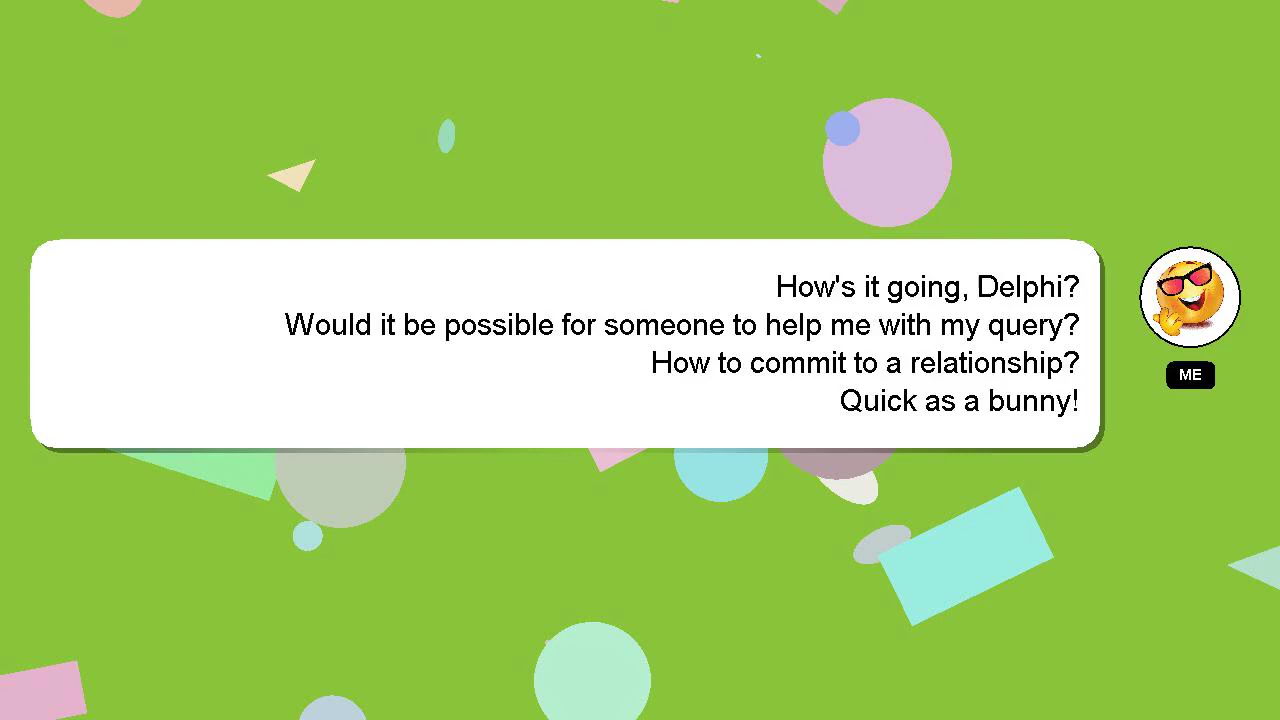 How's it going, Delphi?
Would it be possible for someone to help me with my query?
How to commit to a relationship?
Quick as a bunny!
ME